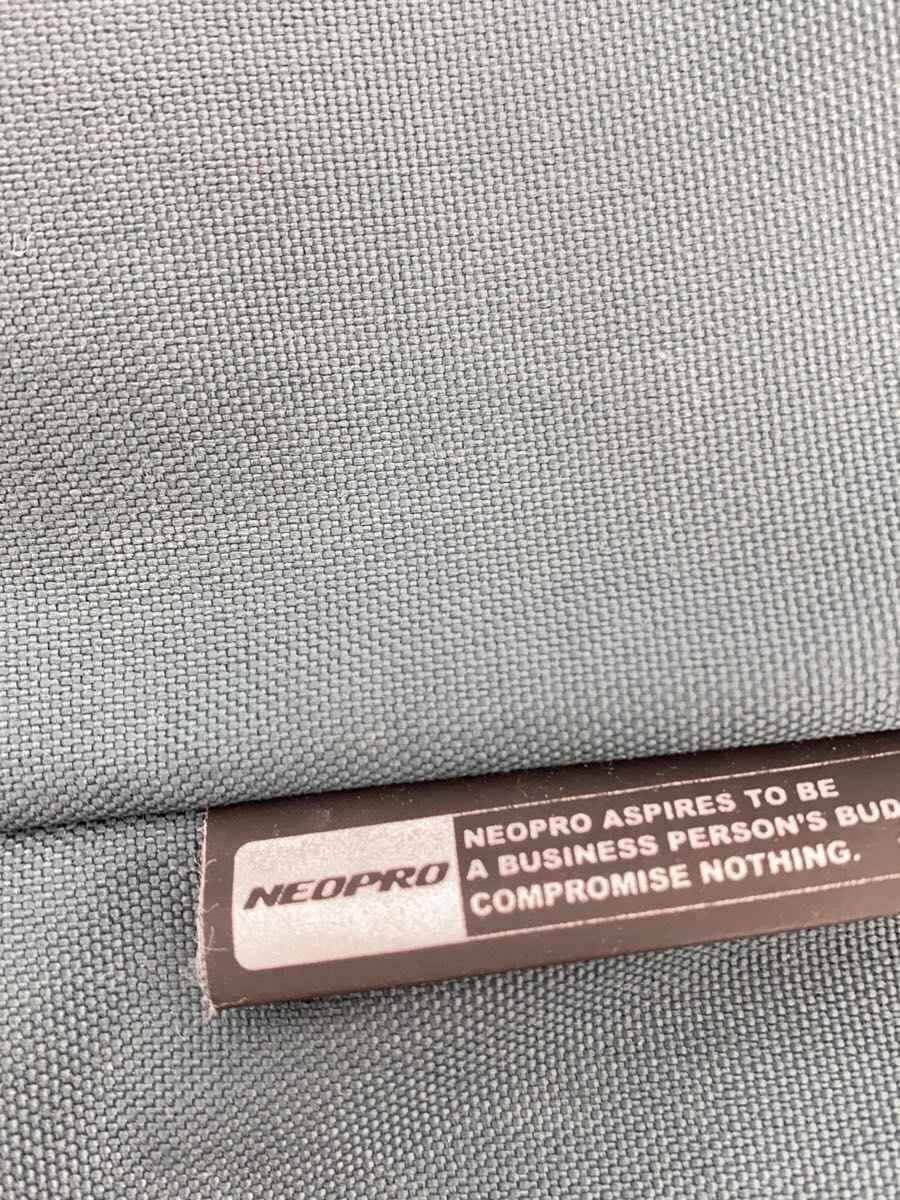 NEOPRO
NEOPRO ASPIRES TO BE
A BUSINESS PERSON'S BUD
COMPROMISE NOTHING.